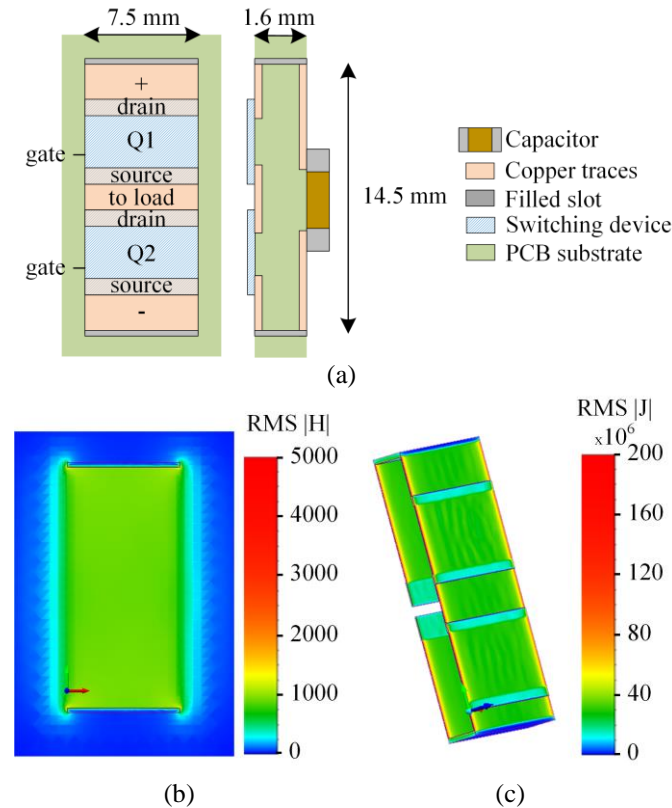 7.5 mm
1.6 mm
+
drain
Q1
gate
source
to load
drain
Q2
gate
source
-
14.5 mm
Capacitor
Copper traces
Filled slot
Switching device
PCB substrate
(a)
RMS |H|
5000
4000
3000
2000
1000
0
RMS |J|
x10⁶
200
160
120
80
40
0
(b)
(c)